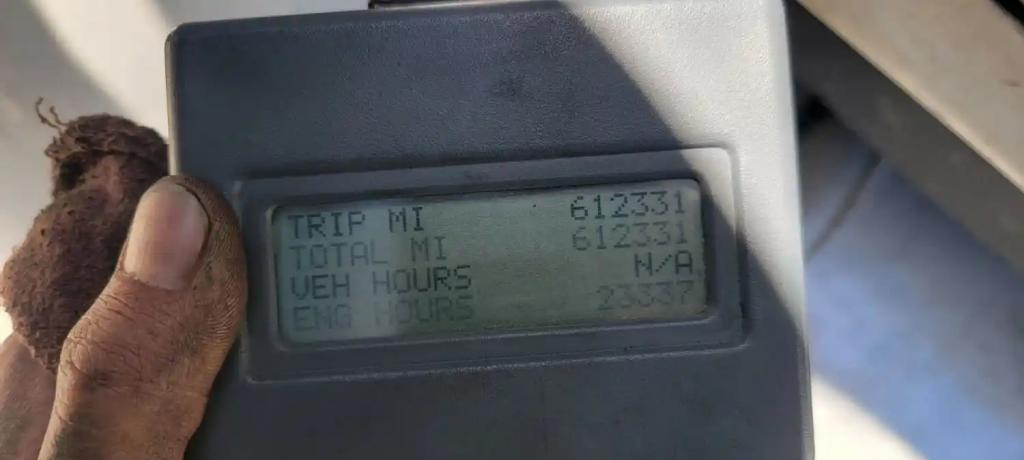 TRIP MI 612331
TOTAL MI 612331
VEH HOURS N/A
ENG HOURS 23337